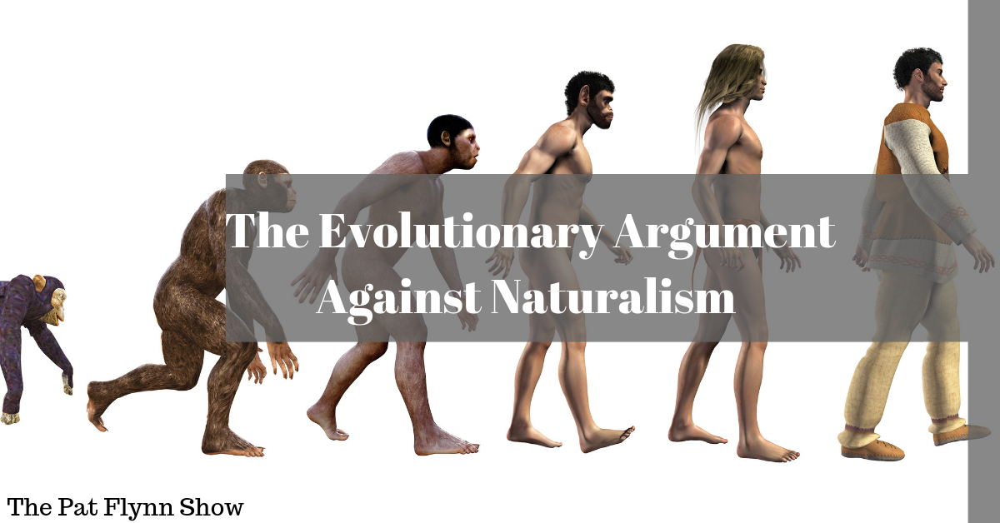 The Evolutionary Argument
Against Naturalism
The Pat Flynn Show